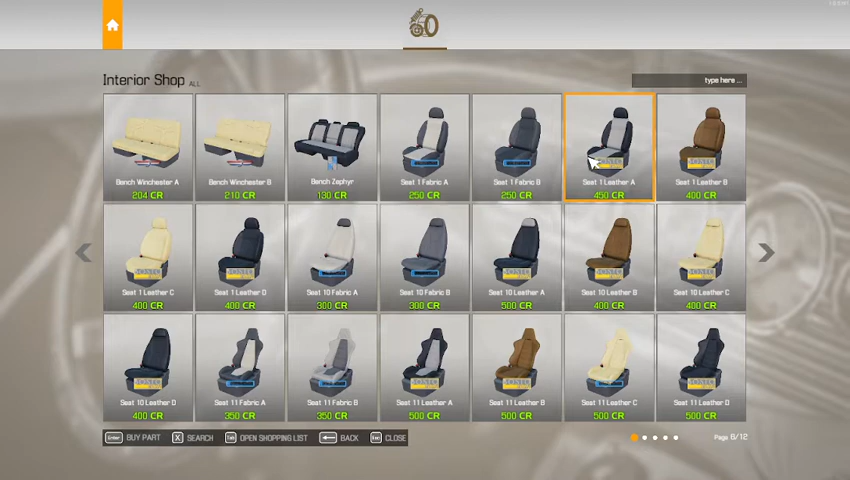 Interior Shop ALL
type here ...
Bench Winchester A
204 CR
Bench Winchester B
210 CR
Bench Zephyr
130 CR
Seat 1 Fabric A
250 CR
Seat 1 Fabric B
250 CR
Seat 1 Leather A
450 CR
Seat 1 Leather B
400 CR
Seat 1 Leather C
400 CR
Seat 1 Leather D
400 CR
Seat 10 Fabric A
300 CR
Seat 10 Fabric B
300 CR
Seat 10 Leather A
500 CR
Seat 10 Leather B
400 CR
Seat 10 Leather C
400 CR
Seat 10 Leather D
400 CR
Seat 11 Fabric A
350 CR
Seat 11 Fabric B
350 CR
Seat 11 Leather A
500 CR
Seat 11 Leather B
500 CR
Seat 11 Leather C
500 CR
Seat 11 Leather D
500 CR
Enter BUY PART X SEARCH Tab OPEN SHOPPING LIST BACK Esc CLOSE